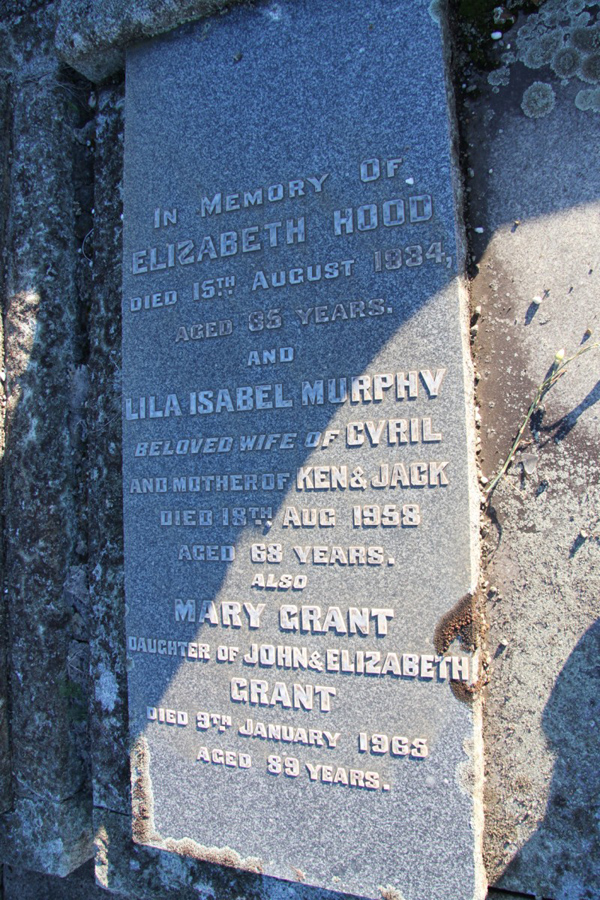 IN MEMORY OF
ELIZABETH HOOD
DIED 15TH AUGUST 1934,
AGED 65 YEARS.
AND
LILA ISABEL MURPHY
BELOVED WIFE OF CYRIL
AND MOTHER OF KEN & JACK
DIED 18TH, AUG 1958
AGED 68 YEARS.
ALSO
MARY GRANT
DAUGHTER OF JOHN & ELIZABETH
GRANT
DIED 9TH JANUARY 1965
AGED 89 YEARS.